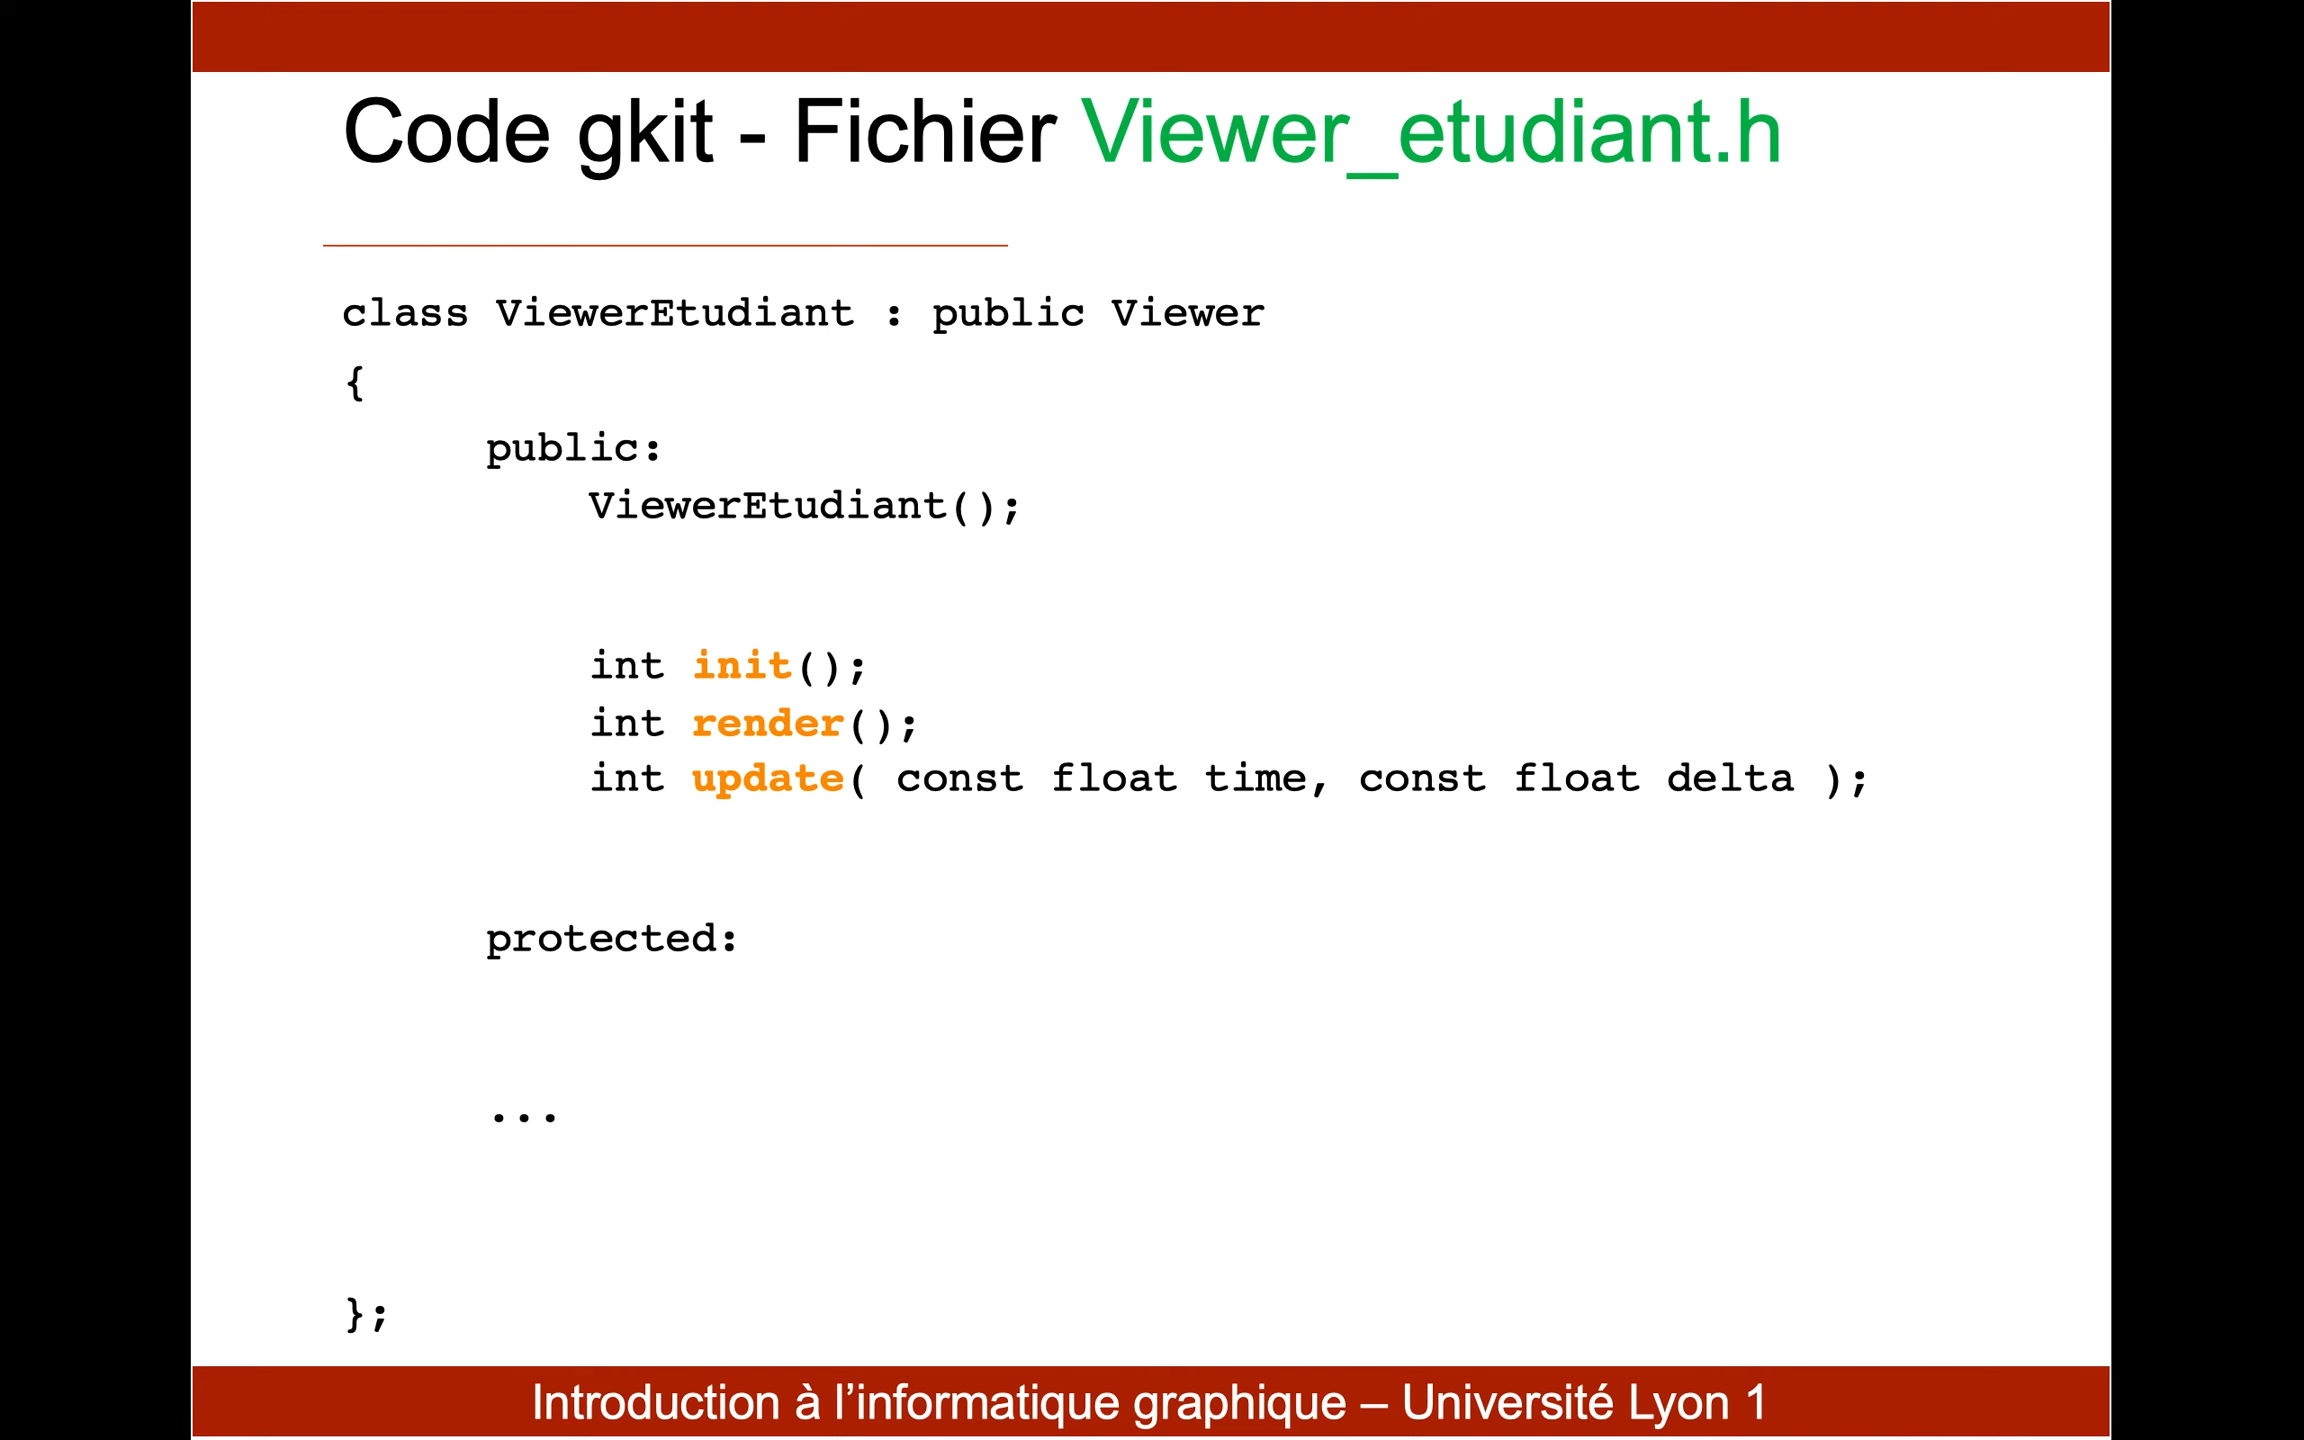 Code gkit - Fichier Viewer_etudiant.h
class ViewerEtudiant : public Viewer
{
public:
ViewerEtudiant();
int init();
int render();
int update( const float time, const float delta );
protected:
...
};
Introduction à l’informatique graphique – Université Lyon 1